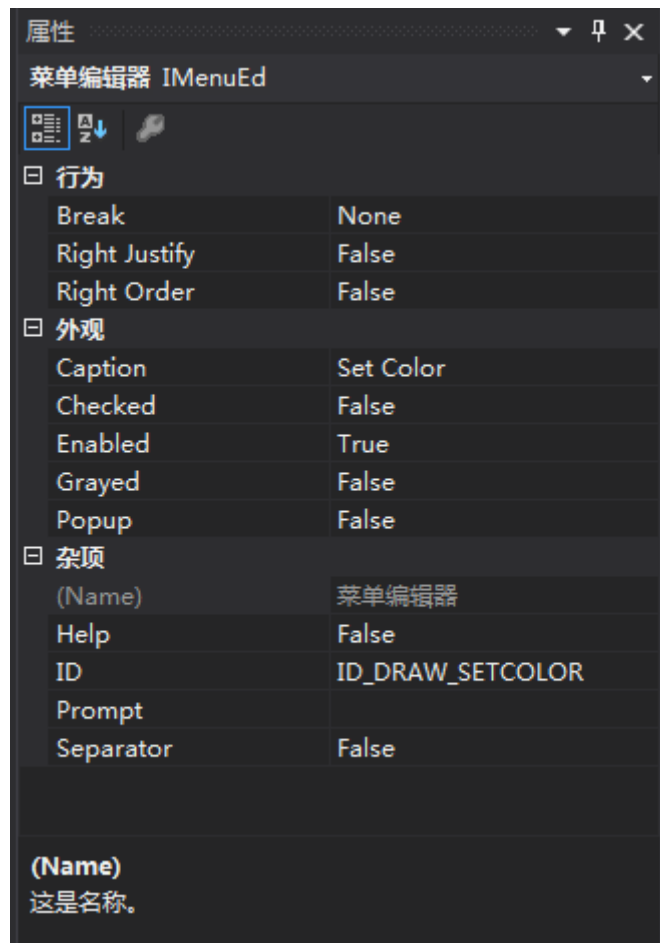 属性
菜单编辑器 IMenuEd
行为
Break None
Right Justify False
Right Order False
外观
Caption Set Color
Checked False
Enabled True
Grayed False
Popup False
杂项
(Name) 菜单编辑器
Help False
ID ID_DRAW_SETCOLOR
Prompt
Separator False
(Name)
这是名称。